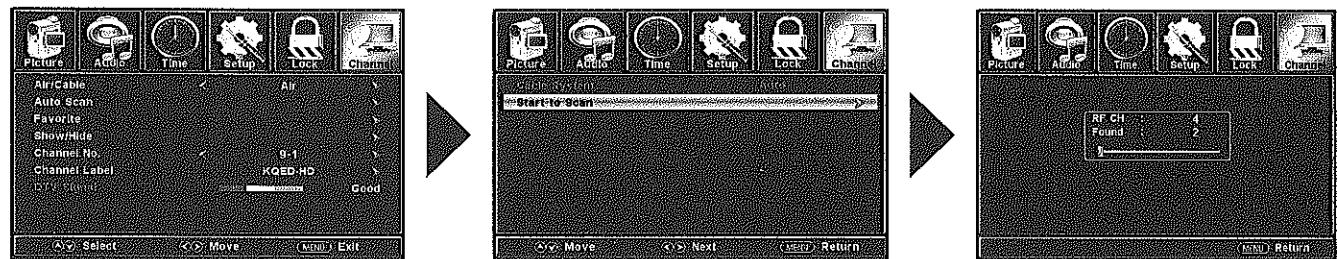 Picture Audio Time Setup Lock Channel
Air/Cable Air
Auto Scan
Favorite
Show/Hide
Channel No. 9-1
Channel Label KQED-HD
DTV Signal Good
Select Move MENU Exit
Picture Audio Time Setup Lock Channel
Cable System Auto
Start to Scan
Move Next MENU Return
Picture Audio Time Setup Lock Channel
RF CH : 4
Found : 2
MENU Return